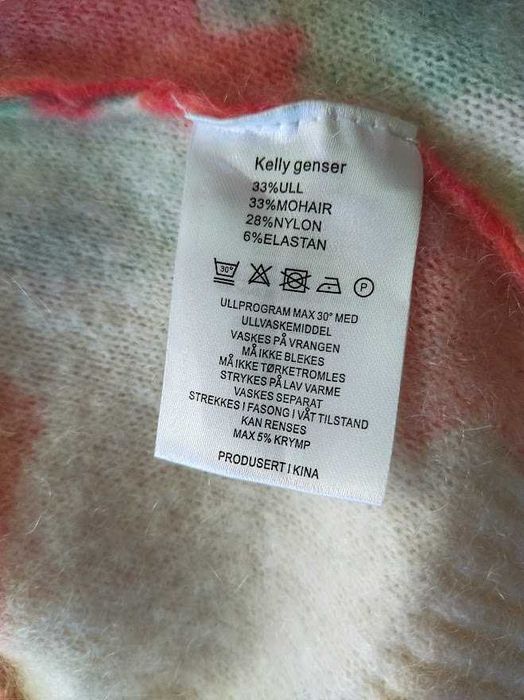 Kelly genser
33%ULL
33%MOHAIR
28%NYLON
6%ELASTAN
30°
P
ULLPROGRAM MAX 30° MED
ULLVASKEMIDDEL
VASKES PÅ VRANGEN
MÅ IKKE BLEKES
MÅ IKKE TØRKETROMLES
STRYKES PÅ LAV VARME
VASKES SEPARAT
STREKKES I FASONG I VÅT TILSTAND
KAN RENSES
MAX 5% KRYMP
PRODUSERT I KINA